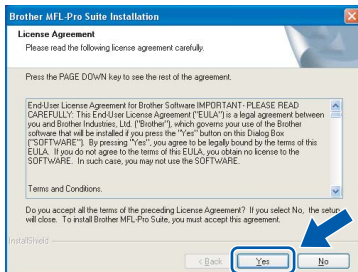 Brother MFL-Pro Suite Installation
License Agreement
Please read the following license agreement carefully.
Press the PAGE DOWN key to see the rest of the agreement.
End-User License Agreement for Brother Software IMPORTANT- PLEASE READ
CAREFULLY: This End-User License Agreement ("EULA") is a legal agreement between
you and Brother Industries, Ltd. ("Brother"), which governs your use of the Brother
software that will be installed if you press the "Yes" button on this Dialog Box
("SOFTWARE"). By pressing "Yes", you agree to be legally bound by the terms of this
EULA. If you do not agree to the terms of this EULA, you obtain no license to the
SOFTWARE. In such case, you may not use the SOFTWARE.
Terms and Conditions.
Do you accept all the terms of the preceding License Agreement? If you select No, the setup
will close. To install Brother MFL-Pro Suite, you must accept this agreement.
InstallShield
< Back
Yes
No